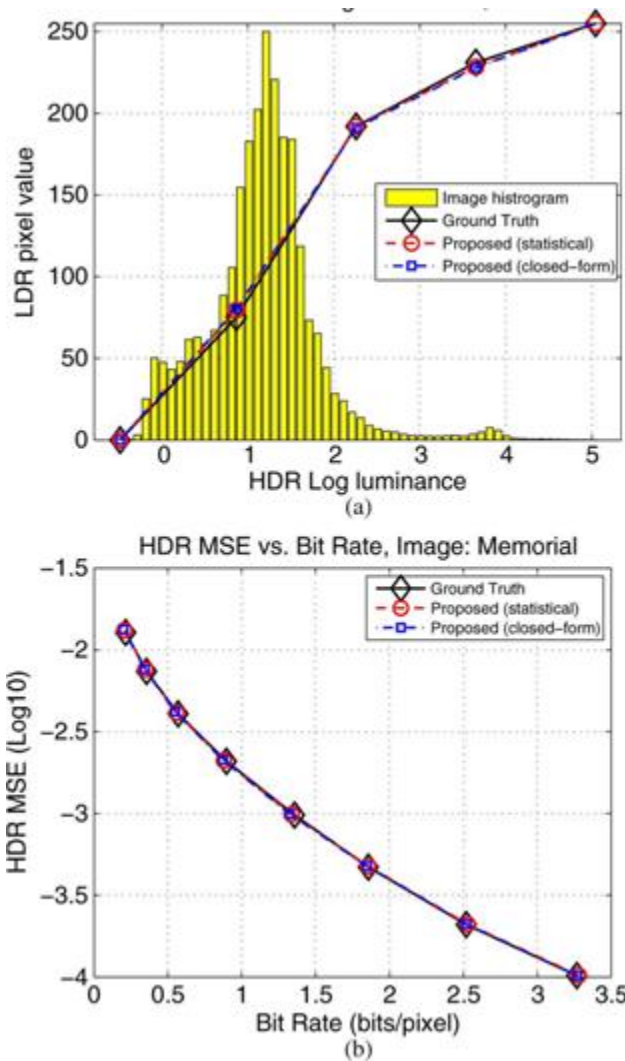 250
200
150
100
50
0
LDR pixel value
Image histrogram
Ground Truth
Proposed (statistical)
Proposed (closed-form)
0 1 2 3 4 5
HDR Log luminance
(a)
HDR MSE vs. Bit Rate, Image: Memorial
-1.5
-2
-2.5
-3
-3.5
-4
HDR MSE (Log10)
Ground Truth
Proposed (statistical)
Proposed (closed-form)
0 0.5 1 1.5 2 2.5 3 3.5
Bit Rate (bits/pixel)
(b)